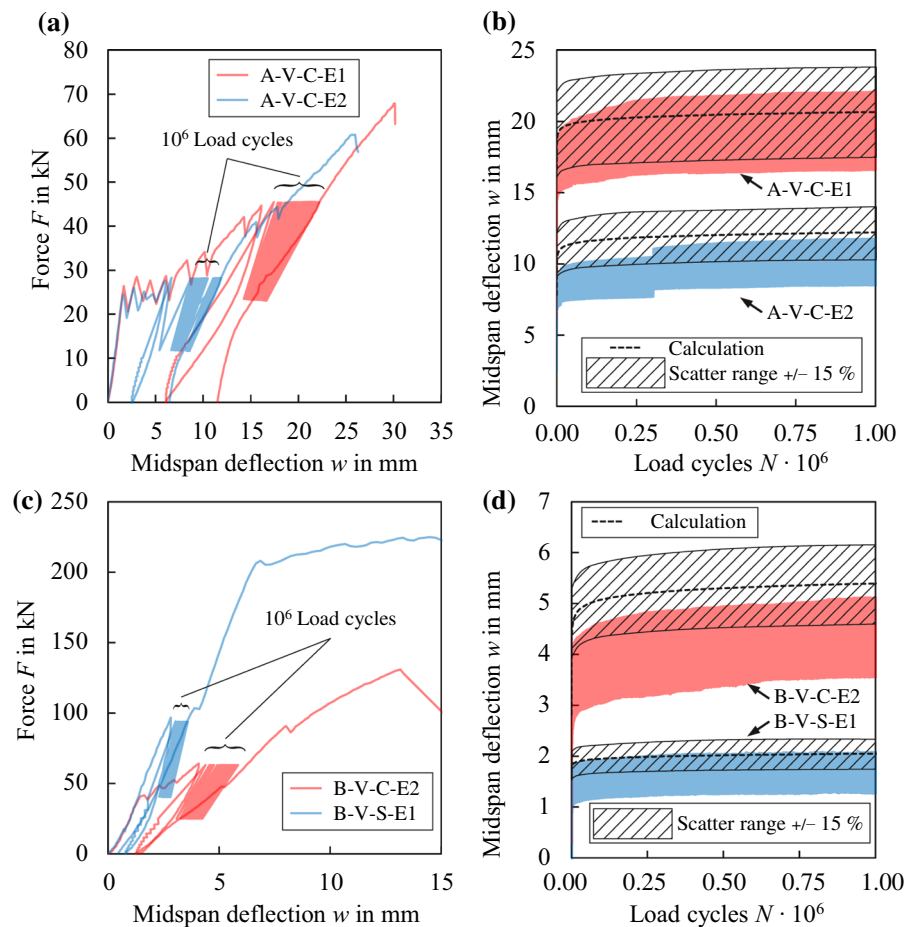 (a)
80
70
60
50
40
30
20
10
0
Force F in kN
A-V-C-E1
A-V-C-E2
10⁶ Load cycles
0 5 10 15 20 25 30 35
Midspan deflection w in mm
(b)
25
20
15
10
5
0
Midspan deflection w in mm
A-V-C-E1
A-V-C-E2
Calculation
Scatter range +/− 15 %
0.00 0.25 0.50 0.75 1.00
Load cycles N · 10⁶
(c)
250
200
150
100
50
0
Force F in kN
10⁶ Load cycles
B-V-C-E2
B-V-S-E1
0 5 10 15
Midspan deflection w in mm
(d)
7
6
5
4
3
2
1
0
Midspan deflection w in mm
Calculation
B-V-C-E2
B-V-S-E1
Scatter range +/− 15 %
0.00 0.25 0.50 0.75 1.00
Load cycles N · 10⁶